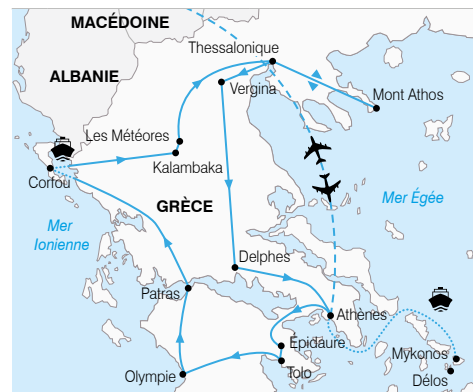 MACÉDOINE
Thessalonique
ALBANIE
Vergina
Mont Athos
Les Météores
Kalambaka
Corfou
GRÈCE
Mer Égée
Mer
Ionienne
Delphes
Patras
Athènes
Épidaure
Mykonos
Tolo
Olympie
Délos